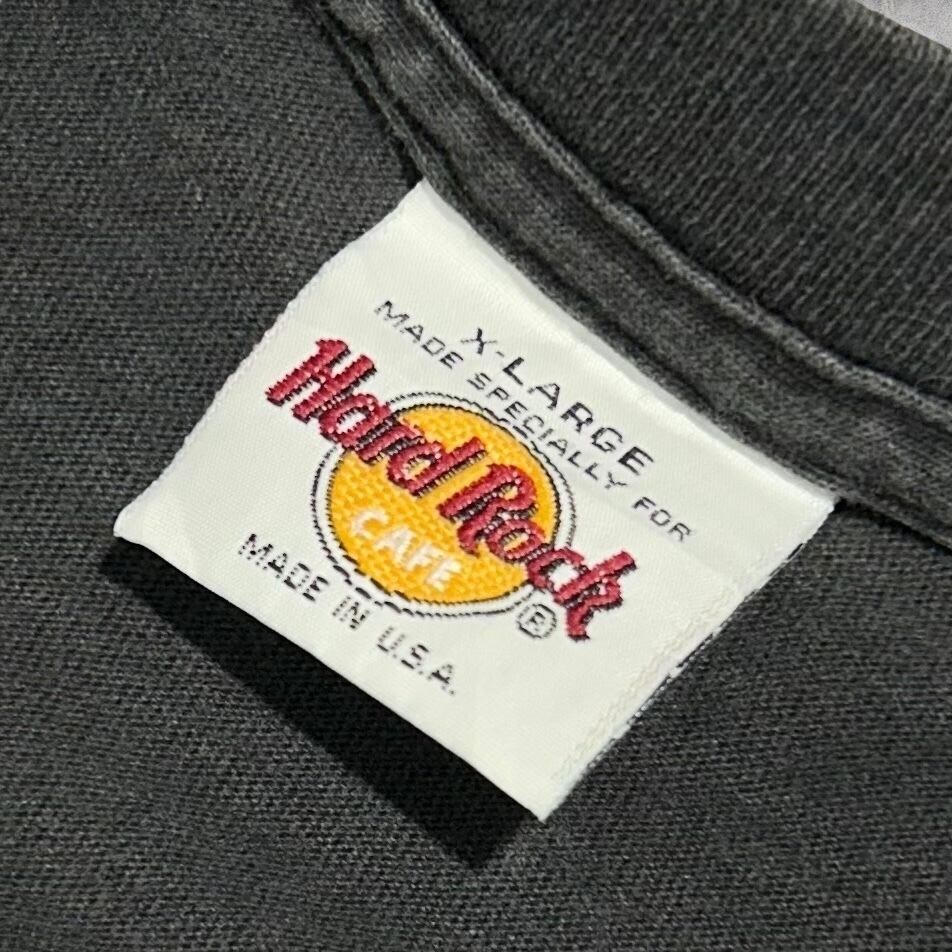 X-LARGE
MADE SPECIALLY FOR
Hard Rock
CAFE
®
MADE IN U.S.A.